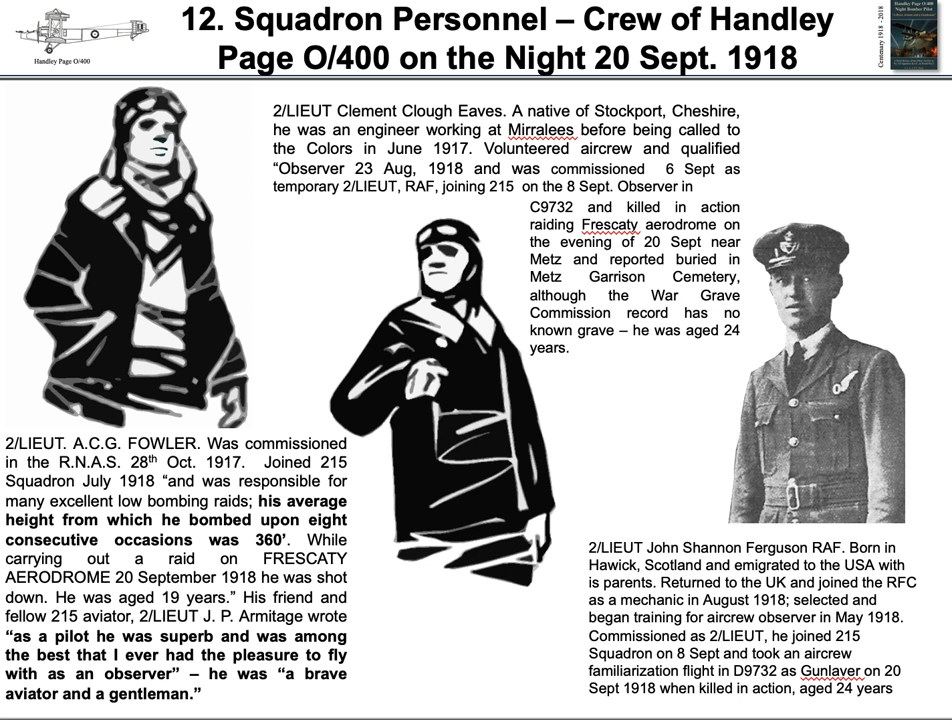 12. Squadron Personnel – Crew of Handley
Page O/400 on the Night 20 Sept. 1918
Handley Page O/400
Centenary 1918 - 2018
Handley Page O/400
Night Bomber Pilot
2/LIEUT Clement Clough Eaves. A native of Stockport, Cheshire,
he was an engineer working at Mirralees before being called to
the Colors in June 1917. Volunteered aircrew and qualified
“Observer 23 Aug, 1918 and was commissioned 6 Sept as
temporary 2/LIEUT, RAF, joining 215 on the 8 Sept. Observer in
C9732 and killed in action
raiding Frescaty aerodrome on
the evening of 20 Sept near
Metz and reported buried in
Metz Garrison Cemetery,
although the War Grave
Commission record has no
known grave – he was aged 24
years.
2/LIEUT. A.C.G. FOWLER. Was commissioned
in the R.N.A.S. 28th Oct. 1917. Joined 215
Squadron July 1918 “and was responsible for
many excellent low bombing raids; his average
height from which he bombed upon eight
consecutive occasions was 360’. While
carrying out a raid on FRESCATY
AERODROME 20 September 1918 he was shot
down. He was aged 19 years.” His friend and
fellow 215 aviator, 2/LIEUT J. P. Armitage wrote
“as a pilot he was superb and was among
the best that I ever had the pleasure to fly
with as an observer” – he was “a brave
aviator and a gentleman.”
2/LIEUT John Shannon Ferguson RAF. Born in
Hawick, Scotland and emigrated to the USA with
is parents. Returned to the UK and joined the RFC
as a mechanic in August 1918; selected and
began training for aircrew observer in May 1918.
Commissioned as 2/LIEUT, he joined 215
Squadron on 8 Sept and took an aircrew
familiarization flight in D9732 as Gunlayer on 20
Sept 1918 when killed in action, aged 24 years